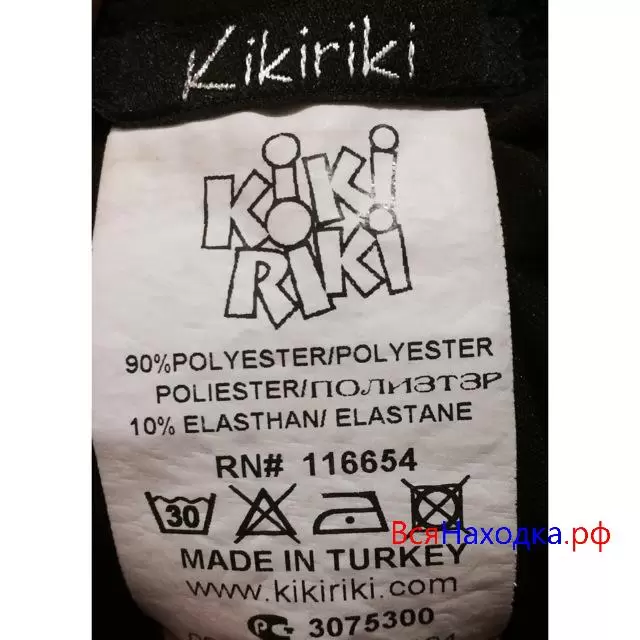 Kikiriki
KIKI
RIKI
90%POLYESTER/POLYESTER
POLIESTER/ПОЛИЭТЭР
10% ELASTHAN/ ELASTANE
RN# 116654
30
ВсяНаходка.рф
MADE IN TURKEY
www.kikiriki.com
3075300